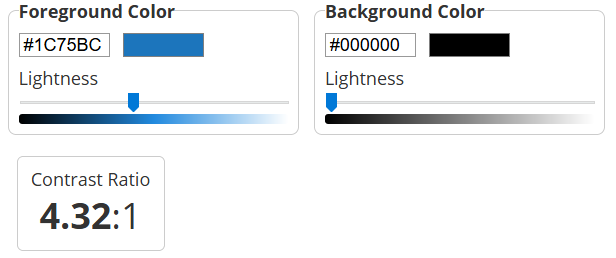 Foreground Color
#1C75BC
Lightness
Background Color
#000000
Lightness
Contrast Ratio
4.32:1